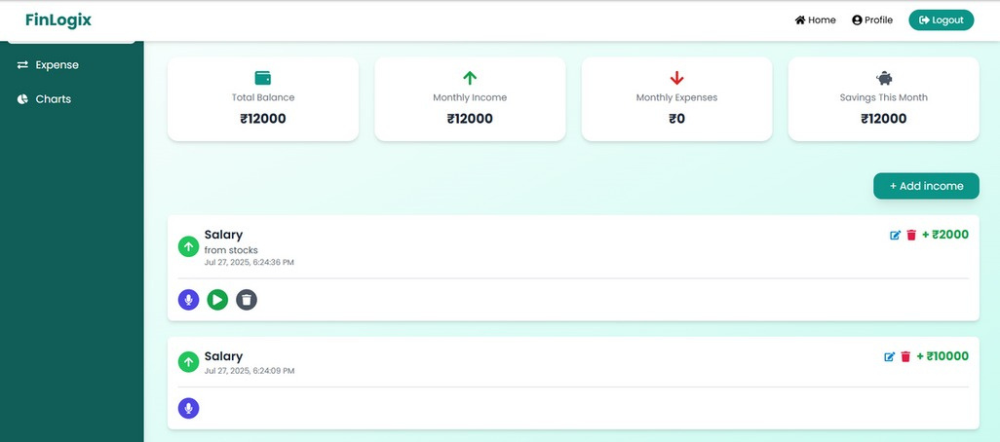 FinLogix
Home Profile Logout
Expense
Charts
Total Balance
₹12000
Monthly Income
₹12000
Monthly Expenses
₹0
Savings This Month
₹12000
+ Add income
Salary
from stocks
Jul 27, 2025, 6:24:36 PM
+ ₹2000
Salary
Jul 27, 2025, 6:24:09 PM
+ ₹10000